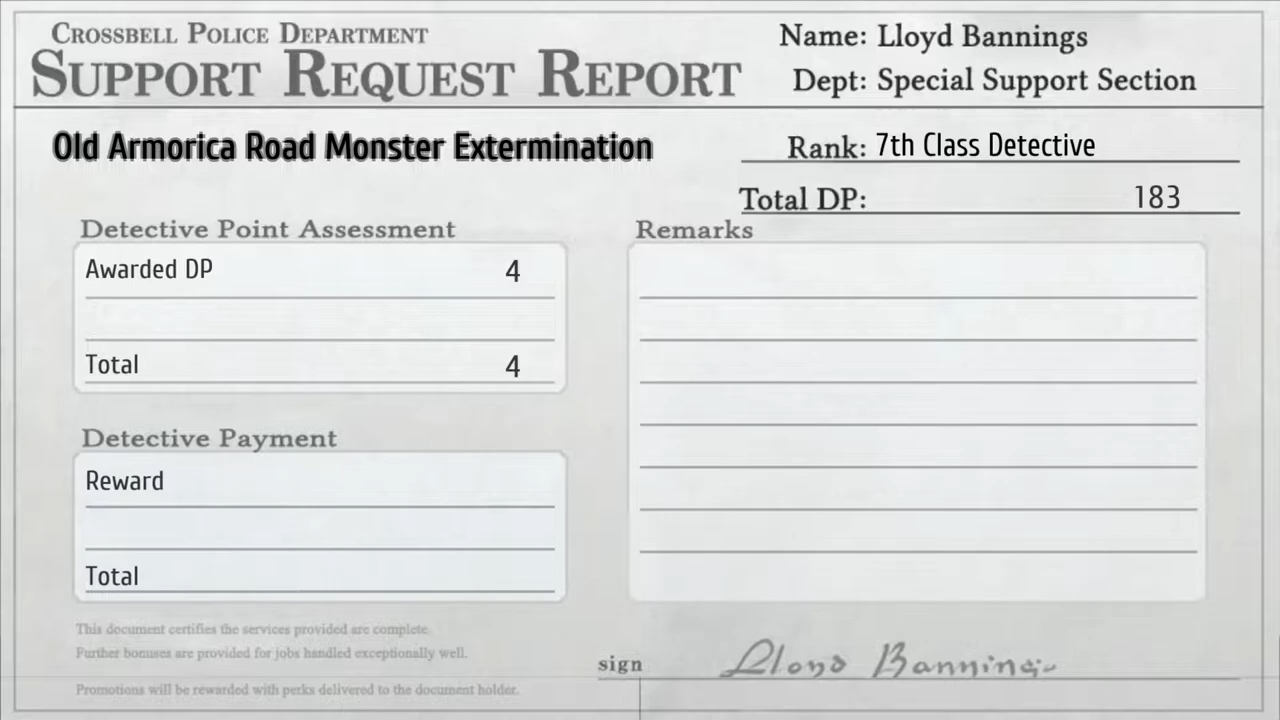 CROSSBELL POLICE DEPARTMENT
SUPPORT REQUEST REPORT
Name: Lloyd Bannings
Dept: Special Support Section
Old Armorica Road Monster Extermination
Rank: 7th Class Detective
Total DP: 183
Detective Point Assessment
Awarded DP 4
Total 4
Detective Payment
Reward
Total
Remarks
This document certifies the services provided are complete.
Further bonuses are provided for jobs handled exceptionally well.
Promotions will be rewarded with perks delivered to the document holder.
sign Lloyd Bannings